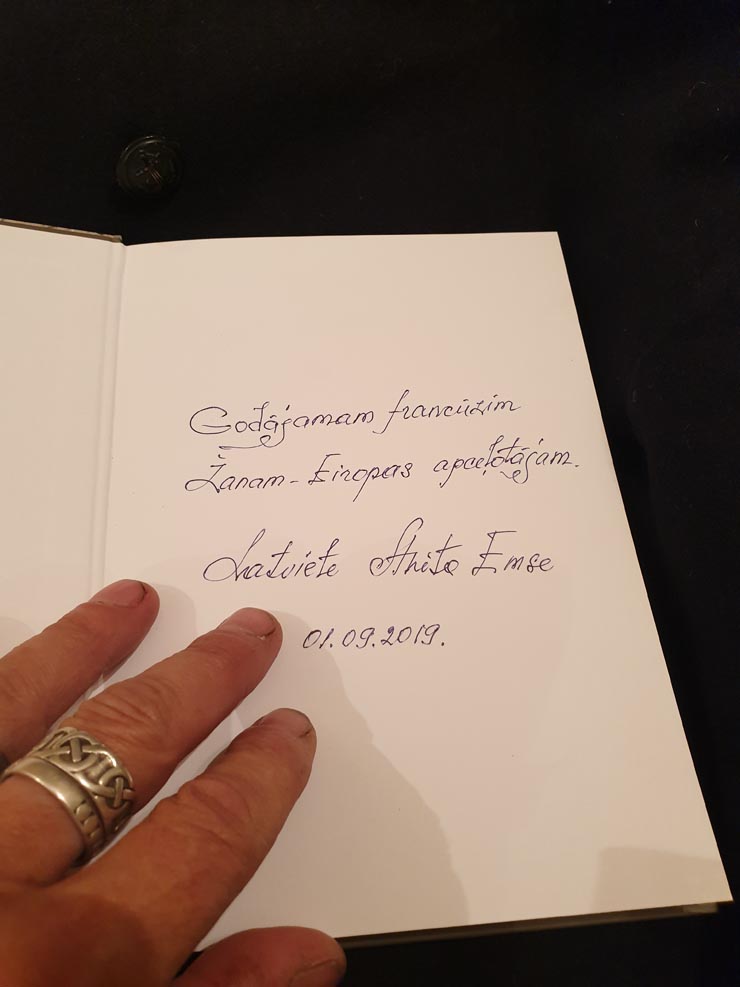 Godājamam francūzim
Žanam - Eiropas apceļotājam.
Latviete Anita Emse
01.09.2019.